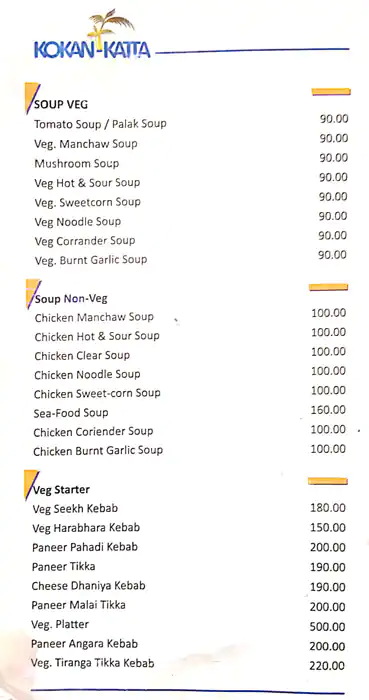 KOKAN-KATTA
SOUP VEG
Tomato Soup / Palak Soup 90.00
Veg. Manchaw Soup 90.00
Mushroom Soup 90.00
Veg Hot & Sour Soup 90.00
Veg. Sweetcorn Soup 90.00
Veg Noodle Soup 90.00
Veg Corrander Soup 90.00
Veg. Burnt Garlic Soup 90.00
Soup Non-Veg
Chicken Manchaw Soup 100.00
Chicken Hot & Sour Soup 100.00
Chicken Clear Soup 100.00
Chicken Noodle Soup 100.00
Chicken Sweet-corn Soup 100.00
Sea-Food Soup 160.00
Chicken Coriender Soup 100.00
Chicken Burnt Garlic Soup 100.00
Veg Starter
Veg Seekh Kebab 180.00
Veg Harabhara Kebab 150.00
Paneer Pahadi Kebab 200.00
Paneer Tikka 190.00
Cheese Dhaniya Kebab 190.00
Paneer Malai Tikka 200.00
Veg. Platter 500.00
Paneer Angara Kebab 200.00
Veg. Tiranga Tikka Kebab 220.00